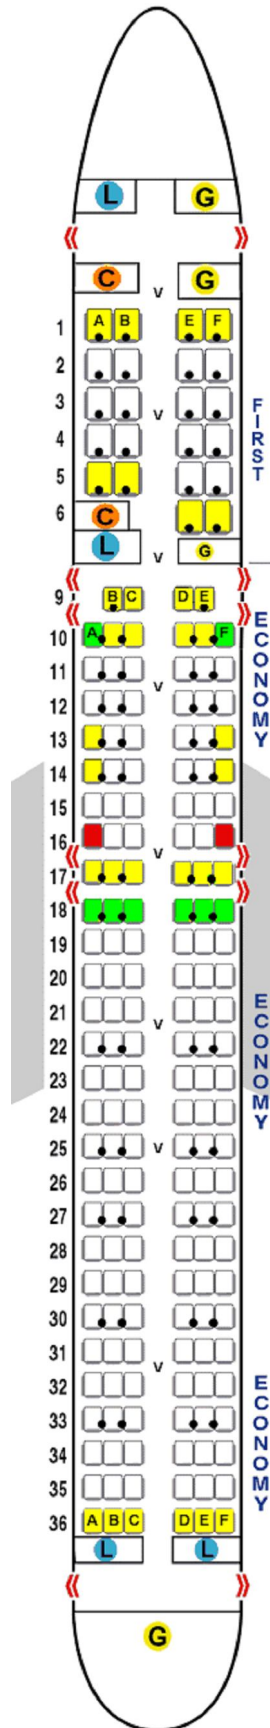 L G
C G
v
1 A B E F
2
3 v
4
5
6 C
L G
v
FIRST
9 B C D E
10 A F
11 v
12
13
14
ECONOMY
15
16 v
17
18
19
20
21 v
22
23
24
ECONOMY
25 v
26
27
28
29
30
31 v
32
33
34
35
ECONOMY
36 A B C D E F
L L
G